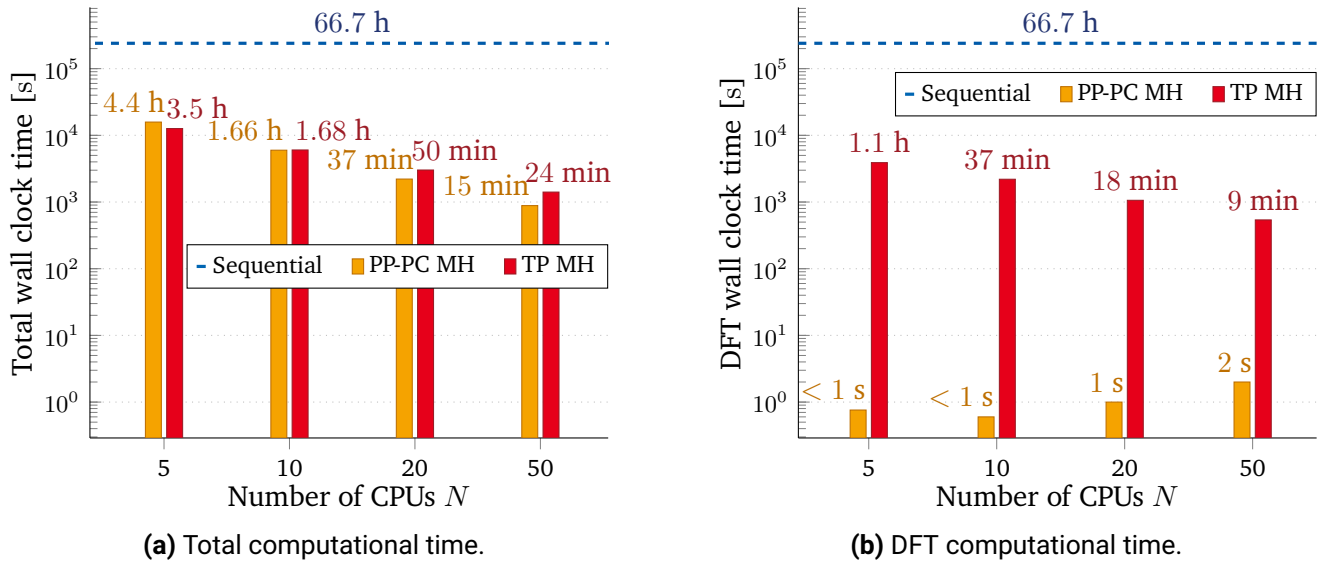 66.7 h
Total wall clock time [s]
10^5
10^4
10^3
10^2
10^1
10^0
4.4 h
3.5 h
1.66 h
1.68 h
37 min
50 min
15 min
24 min
Sequential PP-PC MH TP MH
5 10 20 50
Number of CPUs N
(a) Total computational time.
66.7 h
DFT wall clock time [s]
10^5
10^4
10^3
10^2
10^1
10^0
Sequential PP-PC MH TP MH
1.1 h
37 min
18 min
9 min
< 1 s
< 1 s
1 s
2 s
5 10 20 50
Number of CPUs N
(b) DFT computational time.